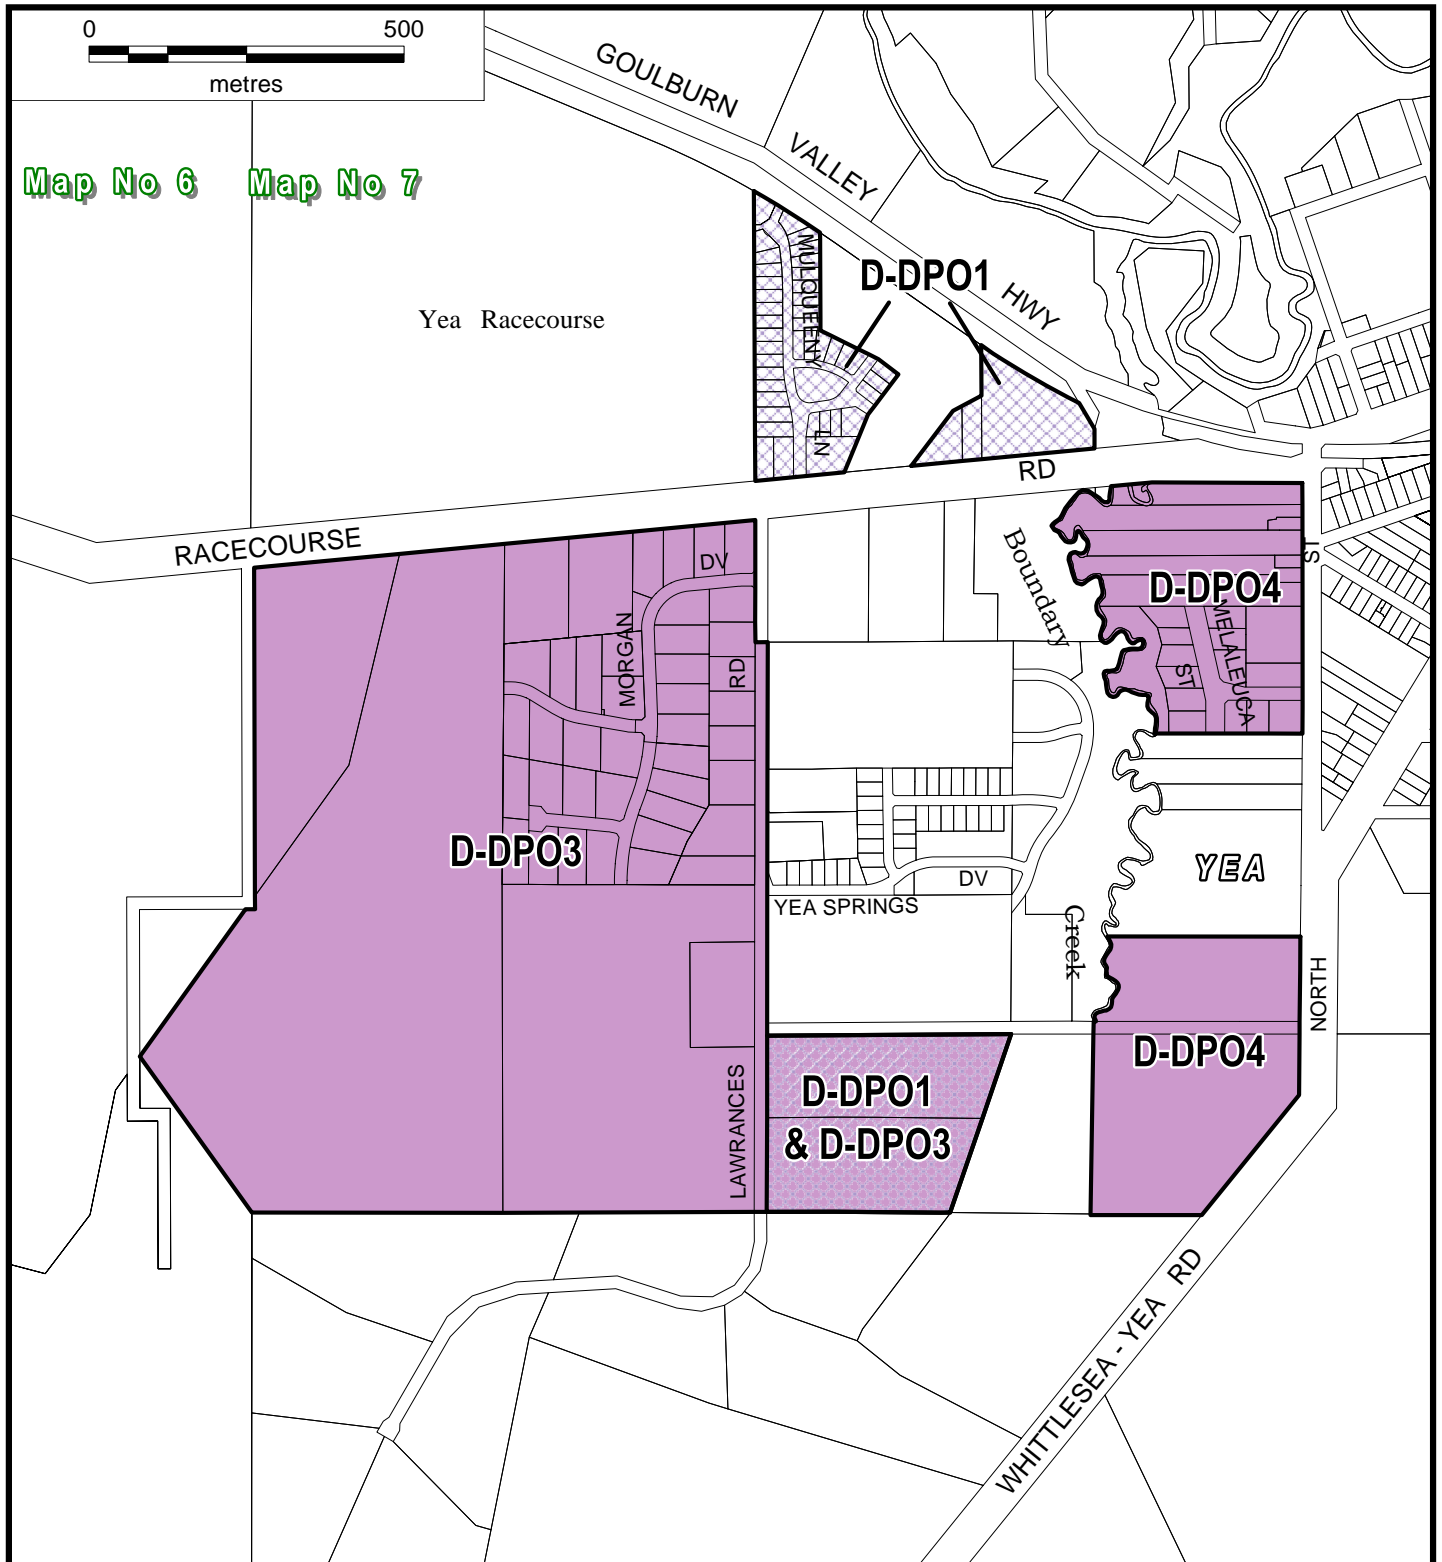 0 500
metres
GOULBURN VALLEY HWY
Map No 6 Map No 7
Yea Racecourse
MULQUEENY LN
D-DPO1
RACECOURSE RD
Boundary Creek
D-DPO4
ST
MELALEUCA ST
MORGAN DV
LAWRANCES RD
D-DPO3
YEA
YEA SPRINGS DV
NORTH
D-DPO4
D-DPO1
& D-DPO3
WHITTLESEA - YEA RD